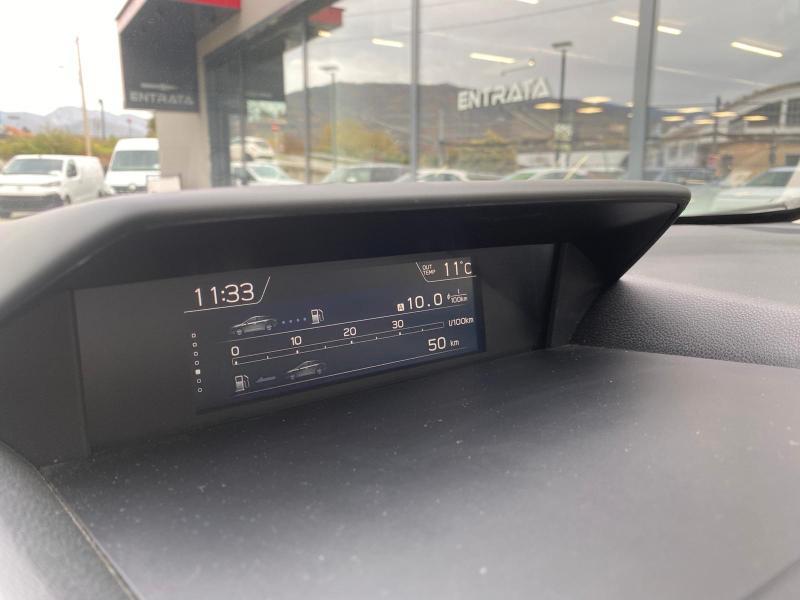 ENTRATA
ENTRATA
11:33
OUT TEMP 11°C
A 10.0 l/100km
0 10 20 30 l/100km
50 km